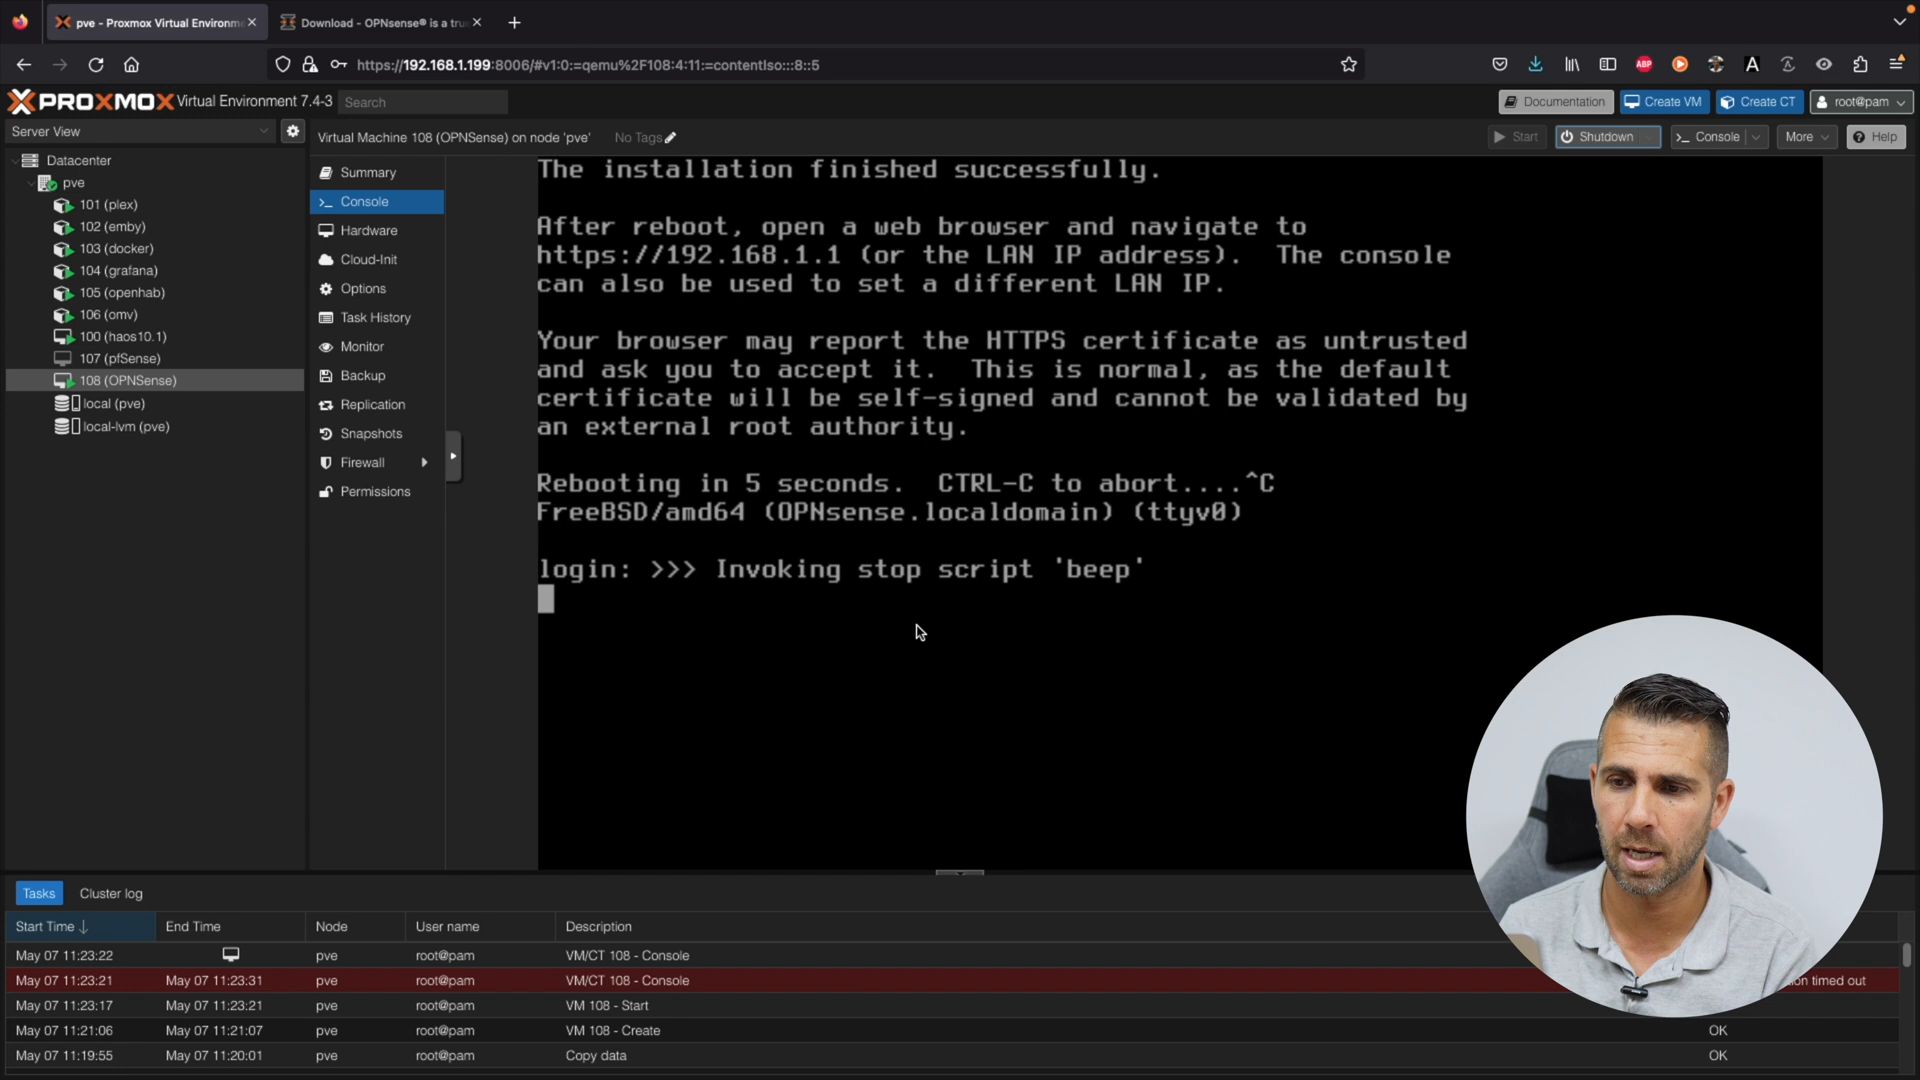 pve - Proxmox Virtual Environm
Download - OPNsense® is a tru
https://192.168.1.199:8006/#v1:0:=qemu%2F108:4:11:=contentIso:::8::5
ABP
A
PROXMOX Virtual Environment 7.4-3
Search
Documentation
Create VM
Create CT
root@pam
Server View
Virtual Machine 108 (OPNSense) on node 'pve'
No Tags
Start
Shutdown
Console
More
Help
Datacenter
pve
101 (plex)
102 (emby)
103 (docker)
104 (grafana)
105 (openhab)
106 (omv)
100 (haos10.1)
107 (pfSense)
108 (OPNSense)
local (pve)
local-lvm (pve)
Summary
Console
Hardware
Cloud-Init
Options
Task History
Monitor
Backup
Replication
Snapshots
Firewall
Permissions
The installation finished successfully.
After reboot, open a web browser and navigate to
https://192.168.1.1 (or the LAN IP address).  The console
can also be used to set a different LAN IP.
Your browser may report the HTTPS certificate as untrusted
and ask you to accept it.  This is normal, as the default
certificate will be self-signed and cannot be validated by
an external root authority.
Rebooting in 5 seconds.  CTRL-C to abort....^C
FreeBSD/amd64 (OPNsense.localdomain) (ttyv0)
login: >>> Invoking stop script 'beep'
Tasks
Cluster log
Start Time
End Time
Node
User name
Description
May 07 11:23:22
pve
root@pam
VM/CT 108 - Console
May 07 11:23:21
May 07 11:23:31
pve
root@pam
VM/CT 108 - Console
on timed out
May 07 11:23:17
May 07 11:23:21
pve
root@pam
VM 108 - Start
May 07 11:21:06
May 07 11:21:07
pve
root@pam
VM 108 - Create
OK
May 07 11:19:55
May 07 11:20:01
pve
root@pam
Copy data
OK